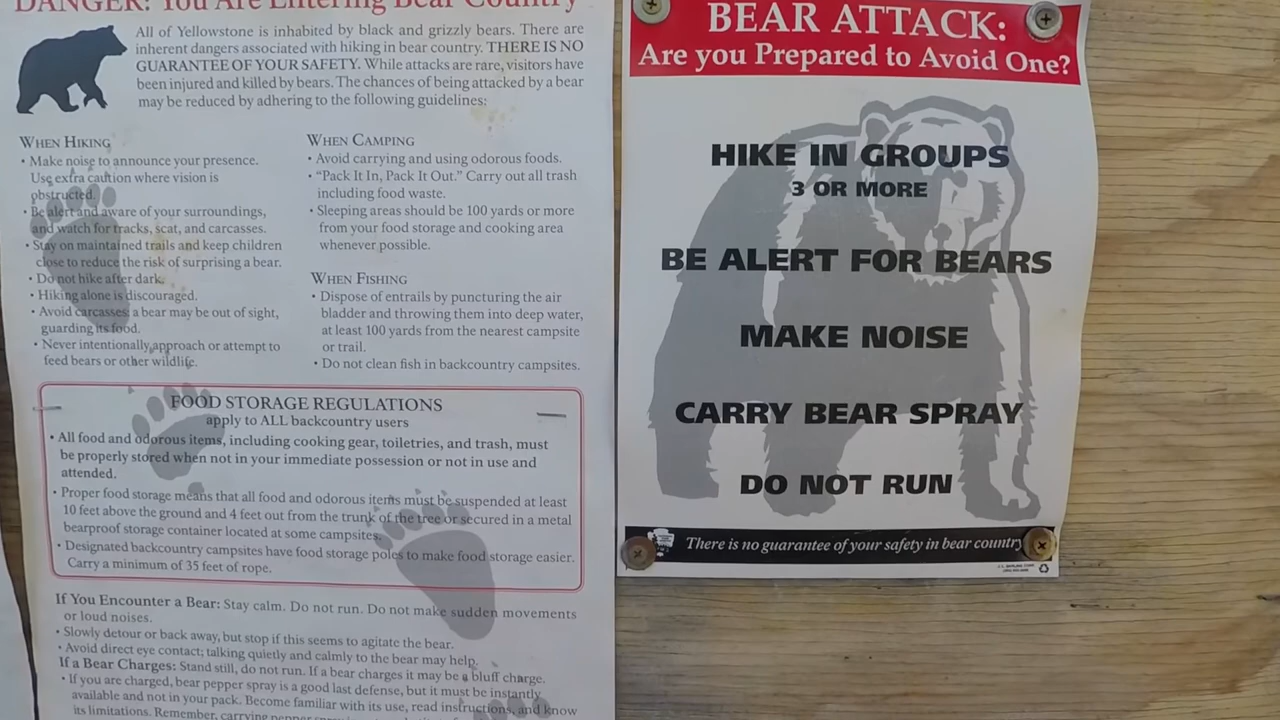 DANGER: You Are Entering Bear Country
All of Yellowstone is inhabited by black and grizzly bears. There are
inherent dangers associated with hiking in bear country. THERE IS NO
GUARANTEE OF YOUR SAFETY. While attacks are rare, visitors have
been injured and killed by bears. The chances of being attacked by a bear
may be reduced by adhering to the following guidelines:
WHEN HIKING
• Make noise to announce your presence.
Use extra caution where vision is
obstructed.
• Be alert and aware of your surroundings,
and watch for tracks, scat, and carcasses.
• Stay on maintained trails and keep children
close to reduce the risk of surprising a bear.
• Do not hike after dark.
• Hiking alone is discouraged.
• Avoid carcasses; a bear may be out of sight,
guarding its food.
• Never intentionally approach or attempt to
feed bears or other wildlife.
WHEN CAMPING
• Avoid carrying and using odorous foods.
• "Pack It In, Pack It Out." Carry out all trash
including food waste.
• Sleeping areas should be 100 yards or more
from your food storage and cooking area
whenever possible.
WHEN FISHING
• Dispose of entrails by puncturing the air
bladder and throwing them into deep water,
at least 100 yards from the nearest campsite
or trail.
• Do not clean fish in backcountry campsites.
FOOD STORAGE REGULATIONS
apply to ALL backcountry users
• All food and odorous items, including cooking gear, toiletries, and trash, must
be properly stored when not in your immediate possession or not in use and
attended.
• Proper food storage means that all food and odorous items must be suspended at least
10 feet above the ground and 4 feet out from the trunk of the tree or secured in a metal
bearproof storage container located at some campsites.
• Designated backcountry campsites have food storage poles to make food storage easier.
Carry a minimum of 35 feet of rope.
If You Encounter a Bear: Stay calm. Do not run. Do not make sudden movements
or loud noises.
• Slowly detour or back away, but stop if this seems to agitate the bear.
• Avoid direct eye contact; talking quietly and calmly to the bear may help.
If a Bear Charges: Stand still, do not run. If a bear charges it may be a bluff charge.
• If you are charged, bear pepper spray is a good last defense, but it must be instantly
available and not in your pack. Become familiar with its use, read instructions, and know
its limitations. Remember, carrying pepper
BEAR ATTACK:
Are you Prepared to Avoid One?
HIKE IN GROUPS
3 OR MORE
BE ALERT FOR BEARS
MAKE NOISE
CARRY BEAR SPRAY
DO NOT RUN
There is no guarantee of your safety in bear country